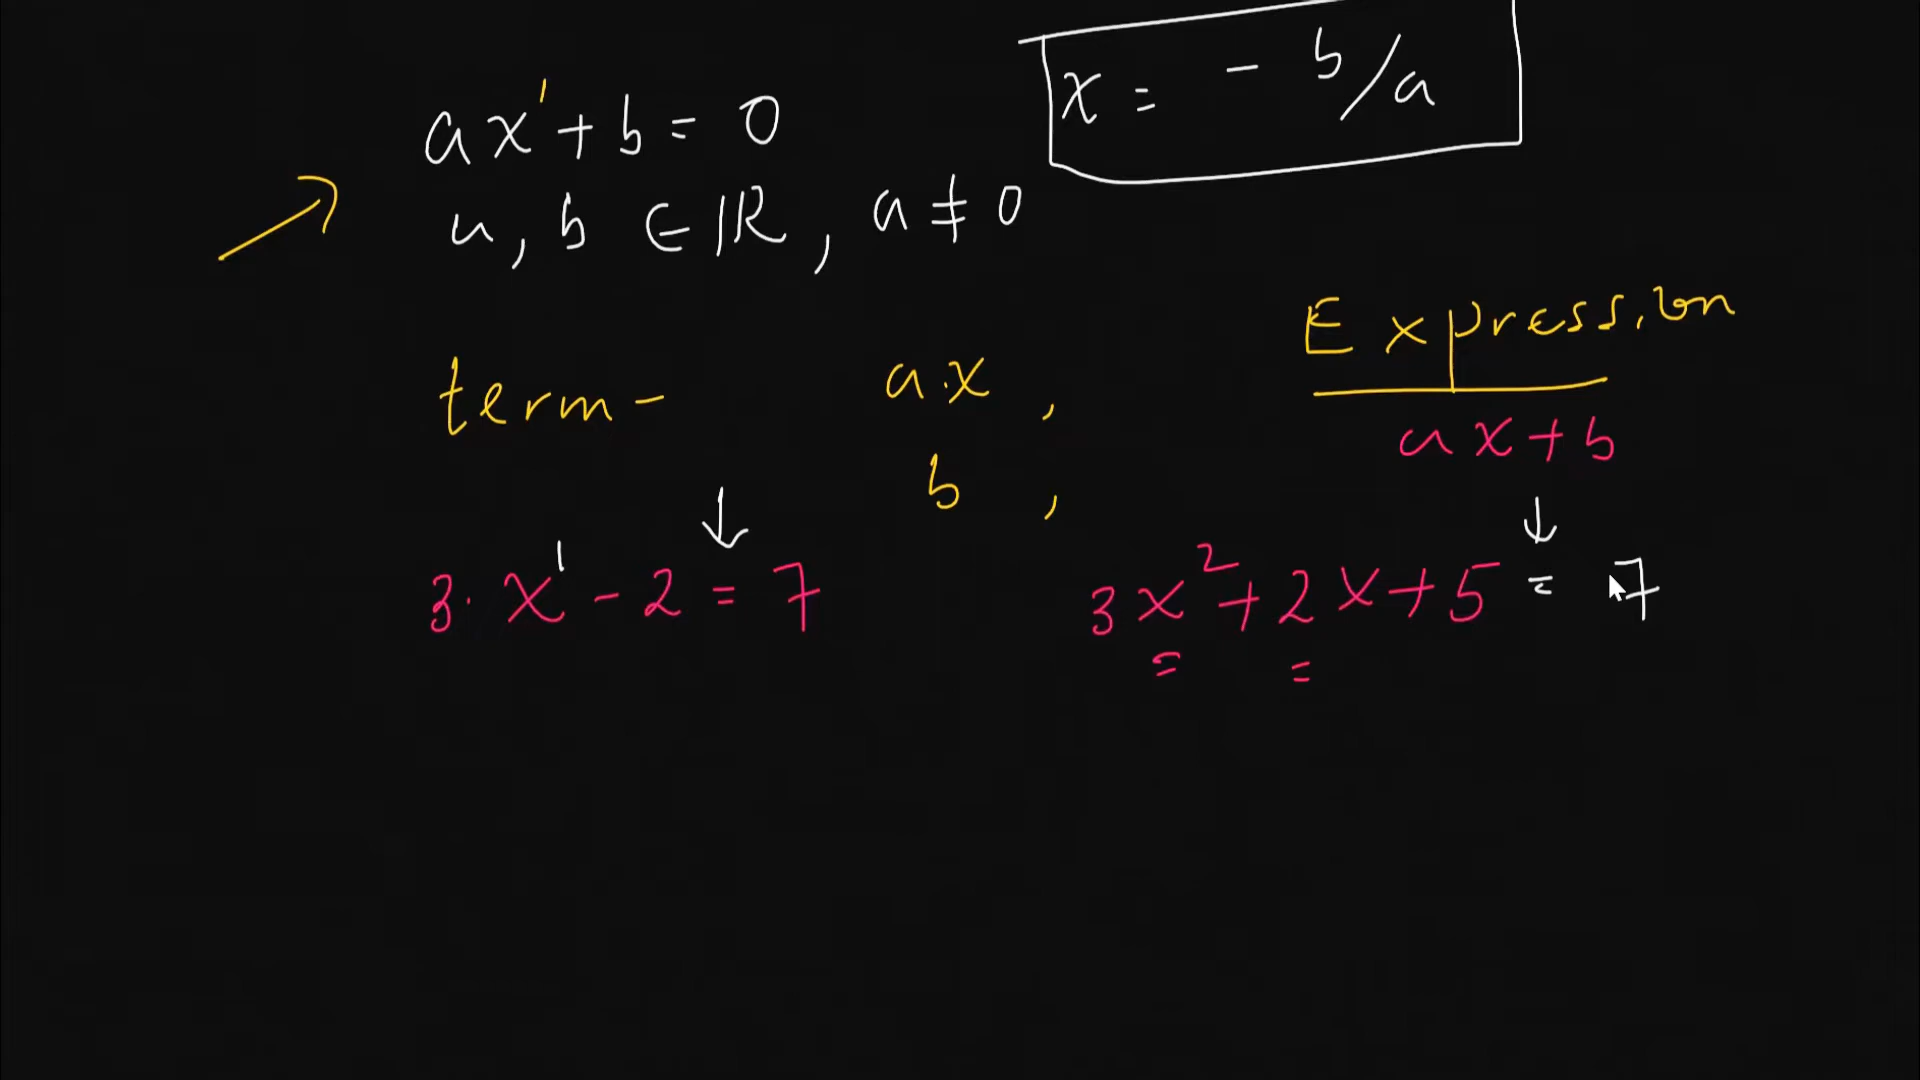 ax¹ + b = 0
x = - b/a
a, b ∈ ℝ, a ≠ 0
Expression
term - a.x,
ax + b
b,
↓
↓
3. x¹ - 2 = 7
3x² + 2x + 5 = 7
= =